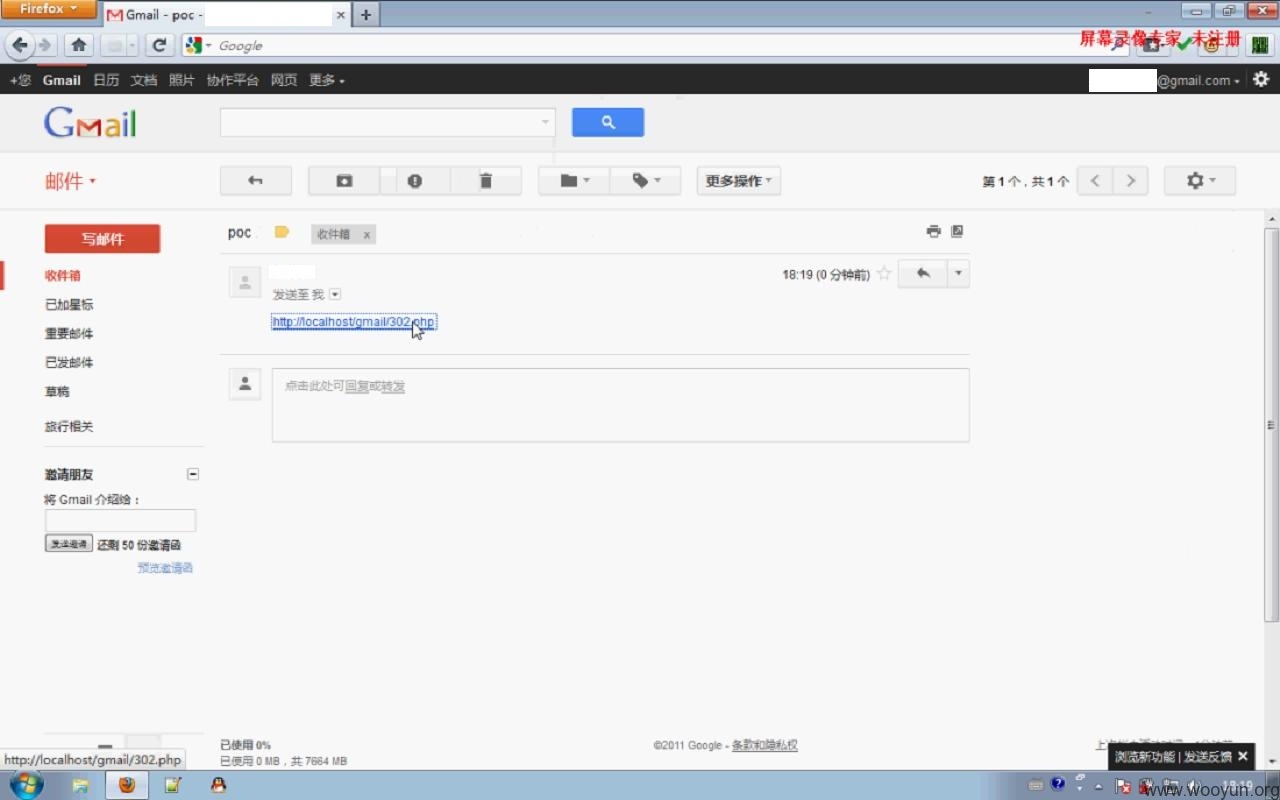 Firefox
Gmail - poc -
Google
屏幕录像专家 未注册
+您 Gmail 日历 文档 照片 协作平台 网页 更多
@gmail.com
Gmail
邮件
更多操作
第 1 个，共 1 个
写邮件
poc
收件箱 x
收件箱
18:19 (0 分钟前)
发送至 我
已加星标
http://localhost/gmail/302.php
重要邮件
已发邮件
草稿
点击此处可回复或转发
旅行相关
邀请朋友
将 Gmail 介绍给：
发送邀请 还剩 50 份邀请函
预览邀请函
已使用 0%
©2011 Google - 条款和隐私权
已使用 0 MB，共 7664 MB
http://localhost/gmail/302.php
浏览新功能 | 发送反馈 X
www.wooyun.org